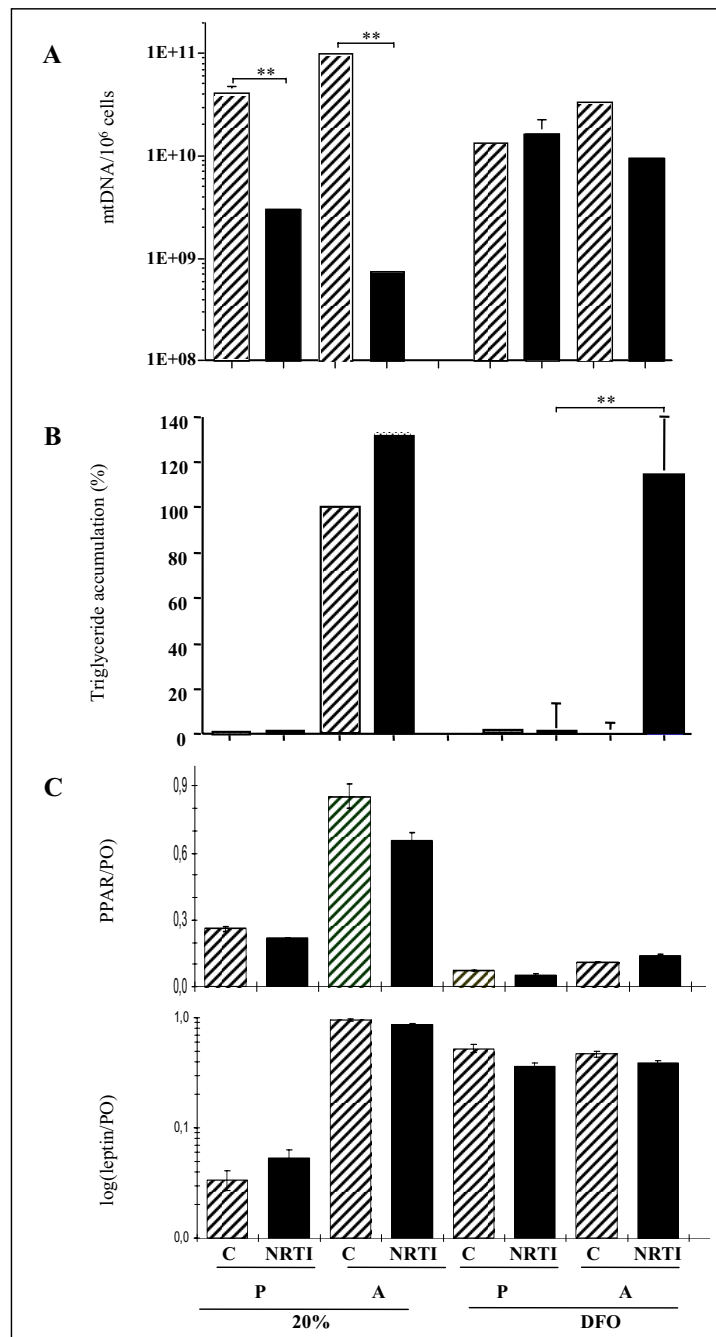 A
mtDNA/10⁶ cells
1E+11
1E+10
1E+09
1E+08
**
**
B
Triglyceride accumulation (%)
140
120
100
80
60
40
20
0
**
C
PPAR/PO)
0,9
0,6
0,3
0,0
log(leptin/PO)
1,0
0,1
0,0
C NRTI C NRTI C NRTI C NRTI
P A P A
20% DFO